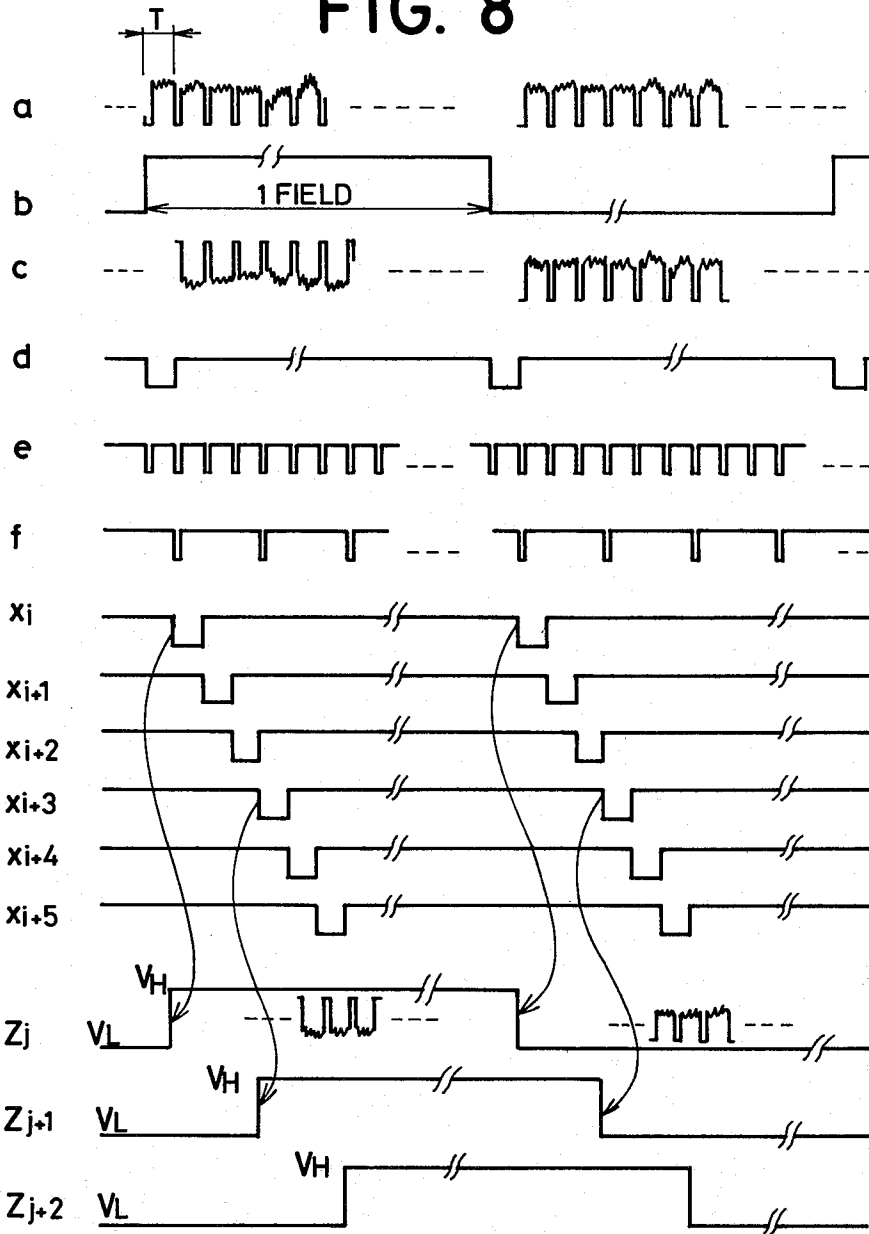 FIG. 8
T
a
b
1 FIELD
c
d
e
f
xi
xi+1
xi+2
xi+3
xi+4
xi+5
VH
Zj VL
VH
Zj+1 VL
VH
Zj+2 VL